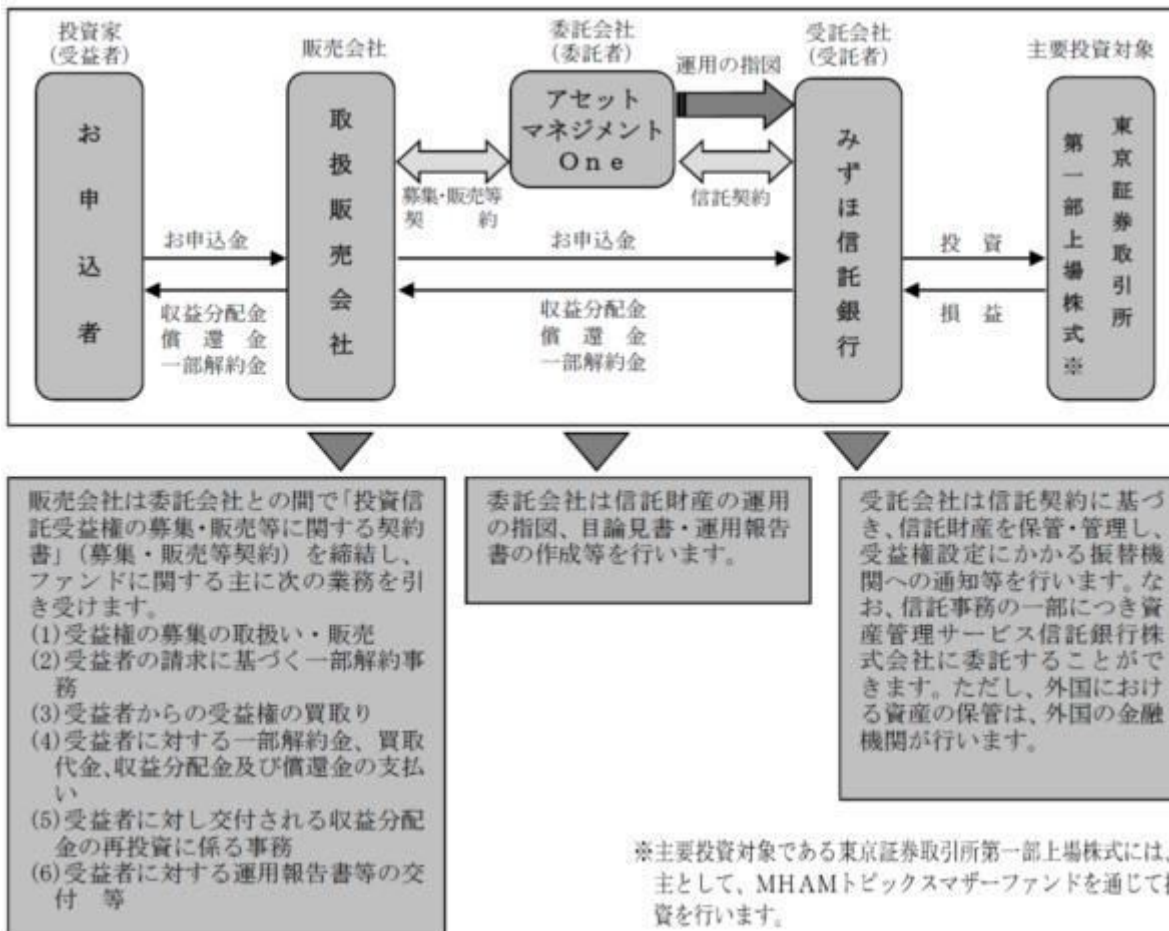 投資家
(受益者)
お申込者
販売会社
取扱販売会社
委託会社
(委託者)
アセット
マネジメント
One
運用の指図
受託会社
(受託者)
みずほ信託銀行
主要投資対象
東京証券取引所
第一部上場株式※
募集・販売等
契約
信託契約
お申込金
収益分配金
償還金
一部解約金
お申込金
収益分配金
償還金
一部解約金
投資
損益
販売会社は委託会社との間で「投資信
託受益権の募集・販売等に関する契約
書」(募集・販売等契約)を締結し、
ファンドに関する主に次の業務を引
き受けます。
(1)受益権の募集の取扱い・販売
(2)受益者の請求に基づく一部解約事
務
(3)受益者からの受益権の買取り
(4)受益者に対する一部解約金、買取
代金、収益分配金及び償還金の支払
い
(5)受益者に対し交付される収益分配
金の再投資に係る事務
(6)受益者に対する運用報告書等の交
付 等
委託会社は信託財産の運用
の指図、目論見書・運用報告
書の作成等を行います。
受託会社は信託契約に基づ
き、信託財産を保管・管理し、
受益権設定にかかる振替機
関への通知等を行います。な
お、信託事務の一部につき資
産管理サービス信託銀行株
式会社に委託することがで
きます。ただし、外国におけ
る資産の保管は、外国の金融
機関が行います。
※主要投資対象である東京証券取引所第一部上場株式には、
主として、MHAMトピックスマザーファンドを通じて
資を行います。